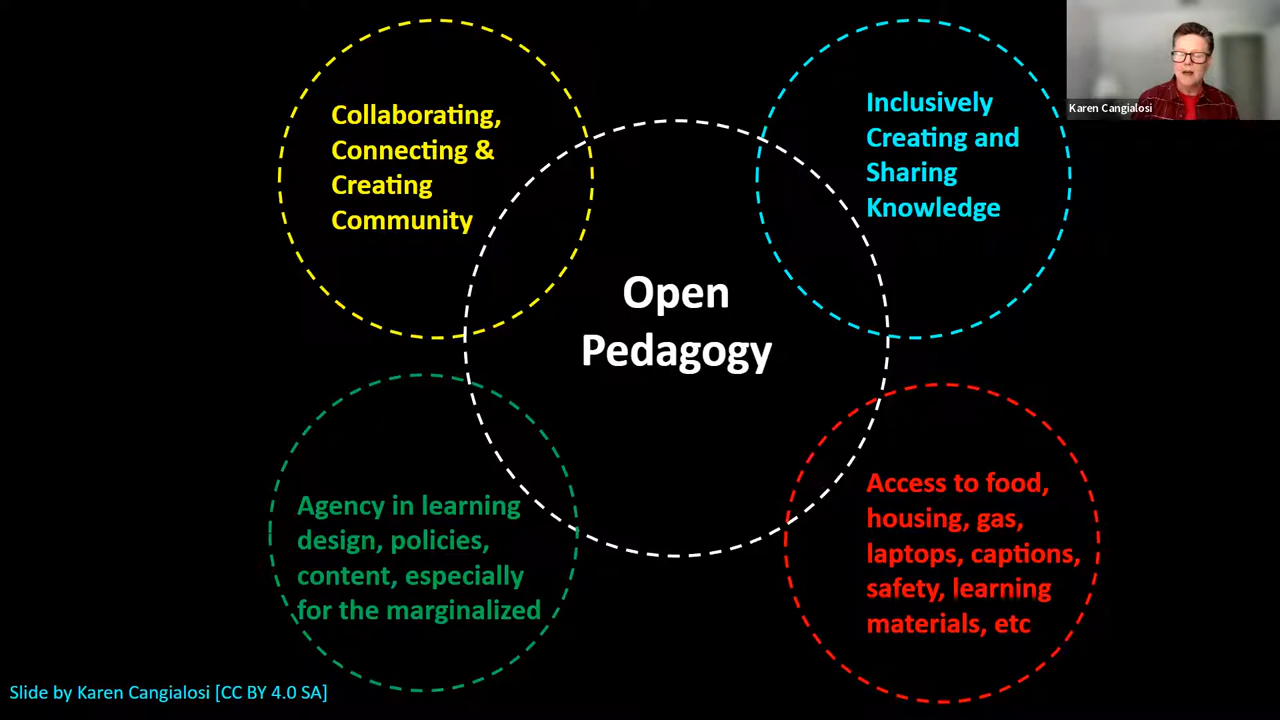 Collaborating,
Connecting &
Creating
Community
Inclusively
Creating and
Sharing
Knowledge
Karen Cangialosi
Open
Pedagogy
Agency in learning
design, policies,
content, especially
for the marginalized
Access to food,
housing, gas,
laptops, captions,
safety, learning
materials, etc
Slide by Karen Cangialosi [CC BY 4.0 SA]